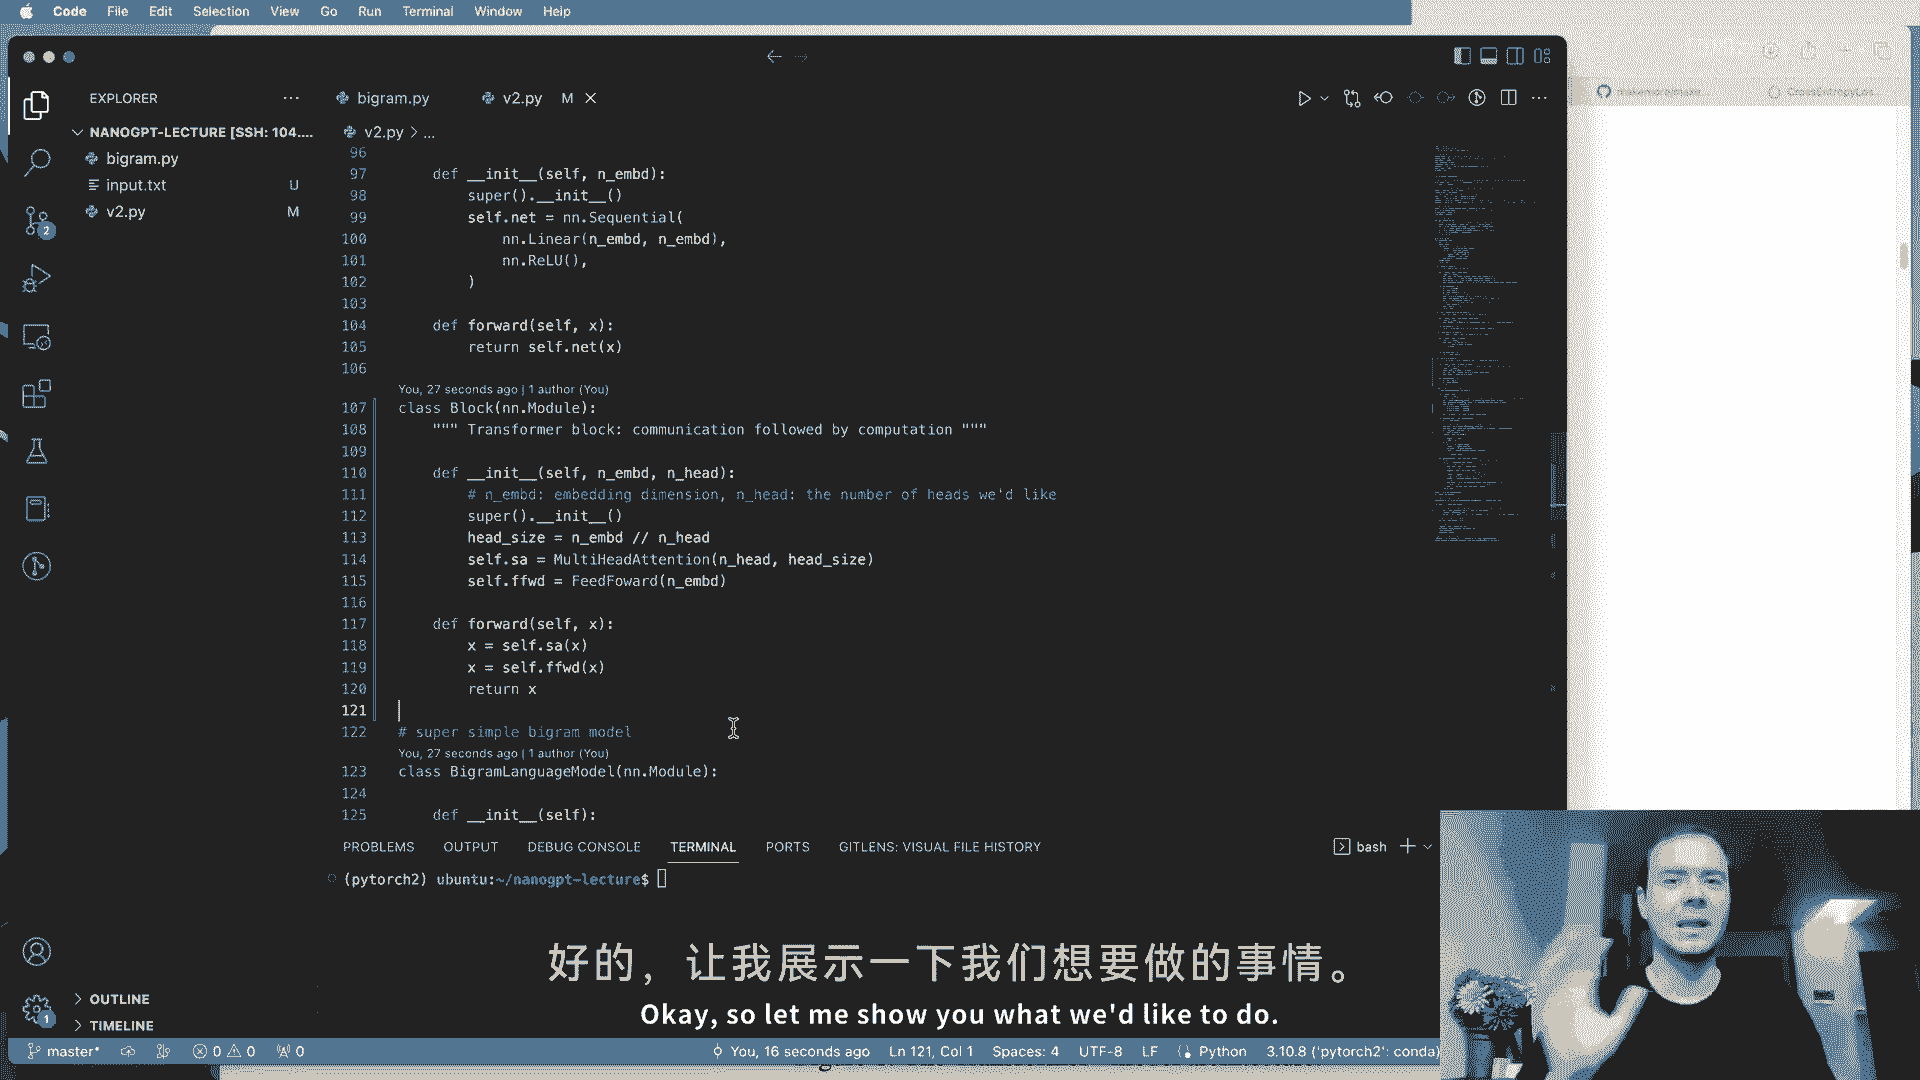 Code File Edit Selection View Go Run Terminal Window Help
EXPLORER
bigram.py
v2.py M
NANOGPT-LECTURE [SSH: 104....
v2.py > ...
bigram.py
input.txt U
v2.py M
2
96
97 def __init__(self, n_embd):
98 super().__init__()
99 self.net = nn.Sequential(
100 nn.Linear(n_embd, n_embd),
101 nn.ReLU(),
102 )
103
104 def forward(self, x):
105 return self.net(x)
106
You, 27 seconds ago | 1 author (You)
107 class Block(nn.Module):
108 """ Transformer block: communication followed by computation """
109
110 def __init__(self, n_embd, n_head):
111 # n_embd: embedding dimension, n_head: the number of heads we'd like
112 super().__init__()
113 head_size = n_embd // n_head
114 self.sa = MultiHeadAttention(n_head, head_size)
115 self.ffwd = FeedFoward(n_embd)
116
117 def forward(self, x):
118 x = self.sa(x)
119 x = self.ffwd(x)
120 return x
121
122 # super simple bigram model
You, 27 seconds ago | 1 author (You)
123 class BigramLanguageModel(nn.Module):
124
125 def __init__(self):
PROBLEMS OUTPUT DEBUG CONSOLE TERMINAL PORTS GITLENS: VISUAL FILE HISTORY
bash
(pytorch2) ubuntu:~/nanogpt-lecture$
好的，让我展示一下我们想要做的事情。
Okay, so let me show you what we'd like to do.
OUTLINE
1
TIMELINE
master* 0 0 0 You, 16 seconds ago Ln 121, Col 1 Spaces: 4 UTF-8 LF Python 3.10.8 ('pytorch2': conda)